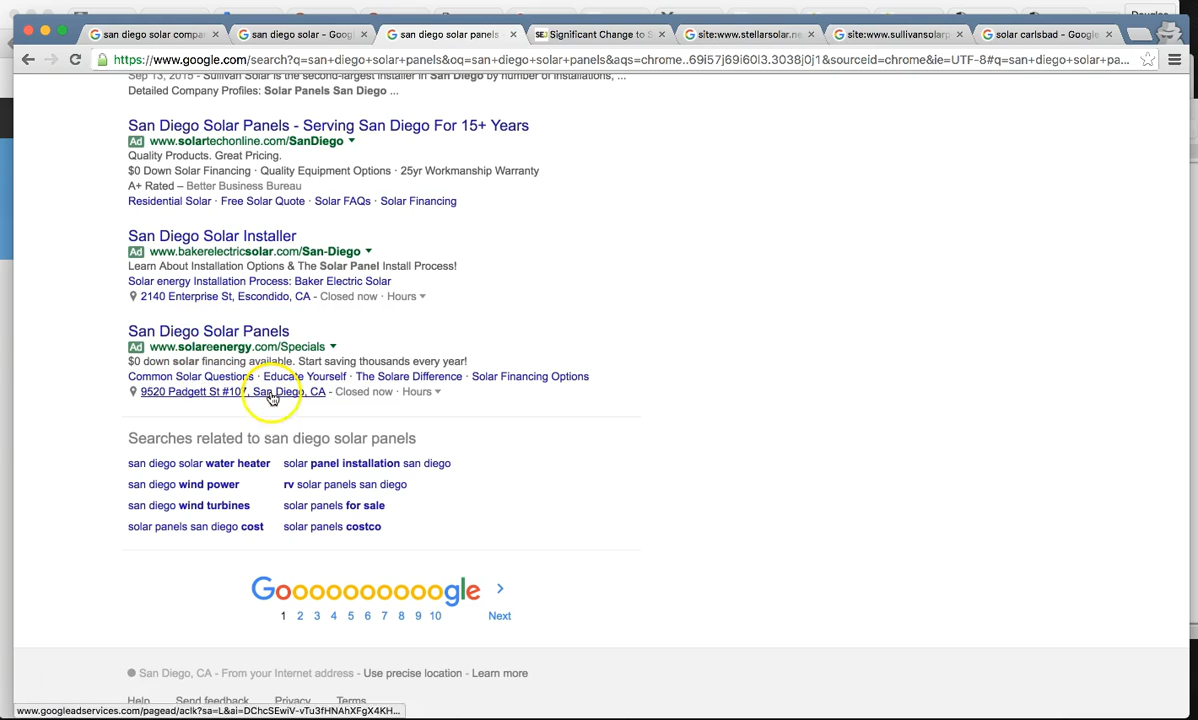 Douglas
san diego solar compa
san diego solar - Goog
san diego solar panels
Significant Change to S
site:www.stellarsolar.ne
site:www.sullivansolarp
solar carlsbad - Google
https://www.google.com/search?q=san+diego+solar+panels&oq=san+diego+solar+panels&aqs=chrome..69i57j69i60l3.3038j0j1&sourceid=chrome&ie=UTF-8#q=san+diego+solar+pa...
Sep 13, 2015 - Sullivan Solar is the second-largest installer in San Diego by number of installations, ...
Detailed Company Profiles: Solar Panels San Diego ...
San Diego Solar Panels - Serving San Diego For 15+ Years
Ad www.solartechonline.com/SanDiego
Quality Products. Great Pricing.
$0 Down Solar Financing · Quality Equipment Options · 25yr Workmanship Warranty
A+ Rated – Better Business Bureau
Residential Solar · Free Solar Quote · Solar FAQs · Solar Financing
San Diego Solar Installer
Ad www.bakerelectricsolar.com/San-Diego
Learn About Installation Options & The Solar Panel Install Process!
Solar energy Installation Process: Baker Electric Solar
2140 Enterprise St, Escondido, CA - Closed now · Hours
San Diego Solar Panels
Ad www.solareenergy.com/Specials
$0 down solar financing available. Start saving thousands every year!
Common Solar Questions · Educate Yourself · The Solare Difference · Solar Financing Options
9520 Padgett St #107, San Diego, CA - Closed now · Hours
Searches related to san diego solar panels
san diego solar water heater
solar panel installation san diego
san diego wind power
rv solar panels san diego
san diego wind turbines
solar panels for sale
solar panels san diego cost
solar panels costco
Goooooooooogle >
1 2 3 4 5 6 7 8 9 10 Next
San Diego, CA - From your Internet address - Use precise location - Learn more
Help Send feedback Privacy Terms
www.googleadservices.com/pagead/aclk?sa=L&ai=DChcSEwiV-vTu3fHNAhXFgX4KH...